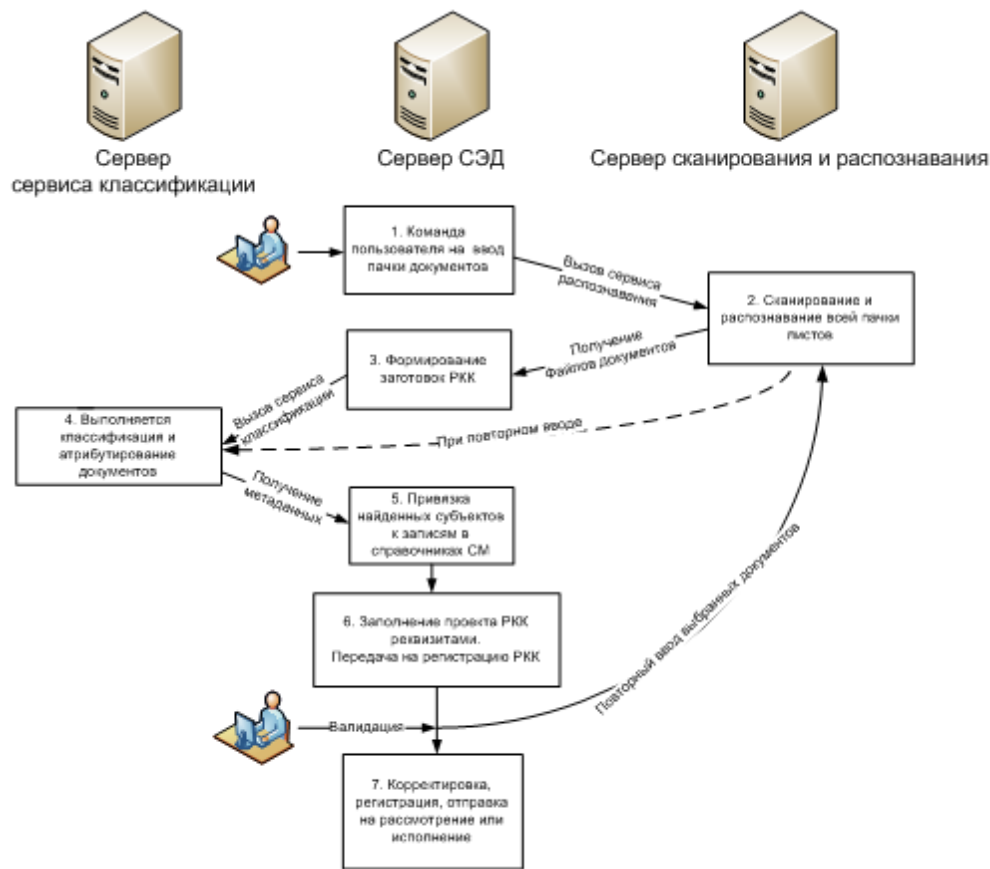 Сервер
сервиса классификации
Сервер СЭД
Сервер сканирования и распознавания
1. Команда
пользователя на ввод
пачки документов
Вызов сервиса
распознавания
2. Сканирование и
распознавание всей пачки
листов
Получение
Файлов документов
3. Формирование
заготовок РКК
Вызов сервиса
классификации
При повторном вводе
4. Выполняется
классификация и
атрибутирование
документов
Получение
метаданных
5. Привязка
найденных субъектов
к записям в
справочниках СМ
6. Заполнение проекта РКК
реквизитами.
Передача на регистрацию РКК
Повторный ввод выбранных документов
Валидация
7. Корректировка,
регистрация, отправка
на рассмотрение или
исполнение